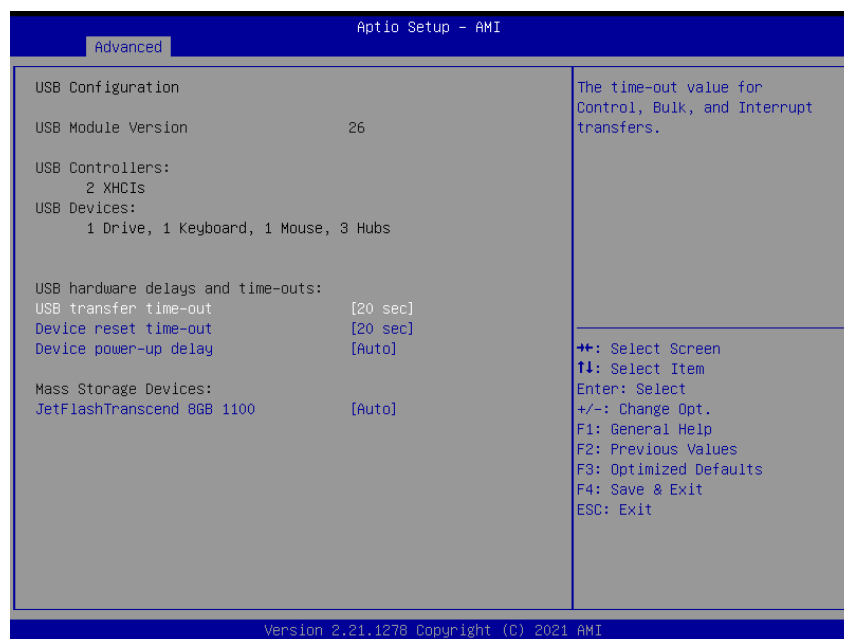 Aptio Setup – AMI
Advanced
USB Configuration
USB Module Version 26
USB Controllers:
2 XHCIs
USB Devices:
1 Drive, 1 Keyboard, 1 Mouse, 3 Hubs
USB hardware delays and time-outs:
USB transfer time-out [20 sec]
Device reset time-out [20 sec]
Device power-up delay [Auto]
Mass Storage Devices:
JetFlashTranscend 8GB 1100 [Auto]
The time-out value for
Control, Bulk, and Interrupt
transfers.
→←: Select Screen
↑↓: Select Item
Enter: Select
+/-: Change Opt.
F1: General Help
F2: Previous Values
F3: Optimized Defaults
F4: Save & Exit
ESC: Exit
Version 2.21.1278 Copyright (C) 2021 AMI